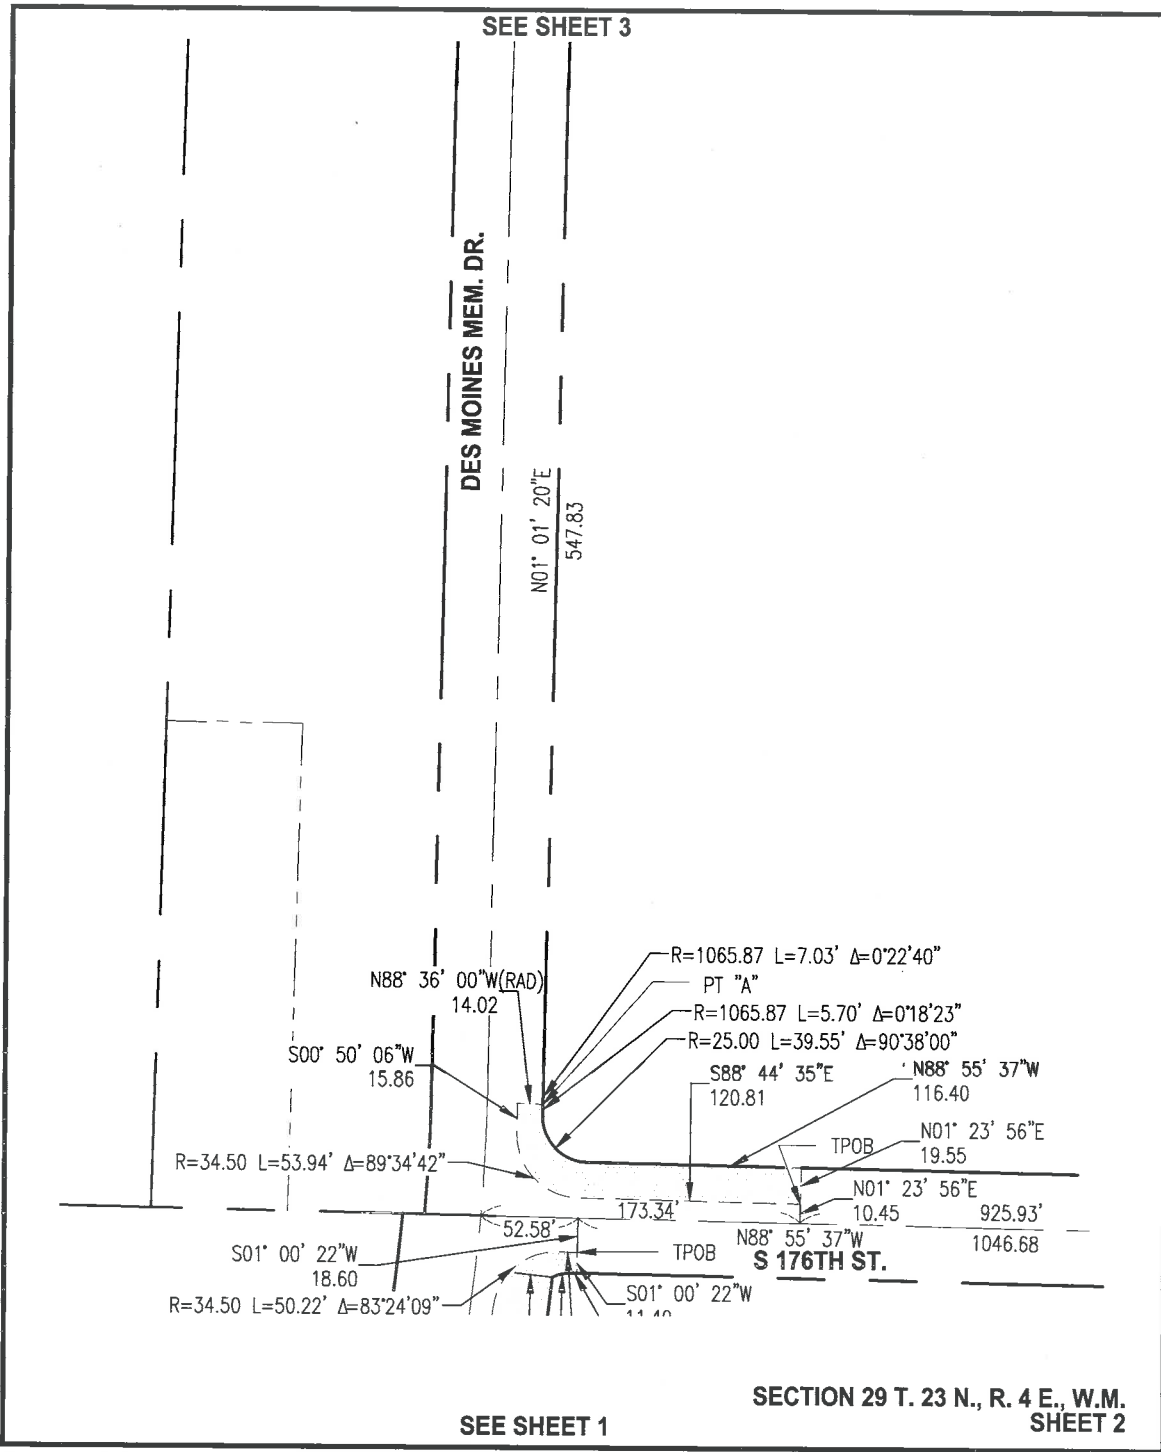 SEE SHEET 3
DES MOINES MEM. DR.
N01° 01' 20"E
547.83
R=1065.87 L=7.03' Δ=0°22'40"
N88° 36' 00"W(RAD)
14.02
PT "A"
R=1065.87 L=5.70' Δ=0°18'23"
R=25.00 L=39.55' Δ=90°38'00"
S00° 50' 06"W
15.86
S88° 44' 35"E
120.81
N88° 55' 37"W
116.40
TPOB
N01° 23' 56"E
19.55
R=34.50 L=53.94' Δ=89°34'42"
N01° 23' 56"E
10.45
173.34'
925.93'
52.58'
N88° 55' 37"W
1046.68
S01° 00' 22"W
18.60
TPOB
S 176TH ST.
R=34.50 L=50.22' Δ=83°24'09"
S01° 00' 22"W
SECTION 29 T. 23 N., R. 4 E., W.M.
SHEET 2
SEE SHEET 1